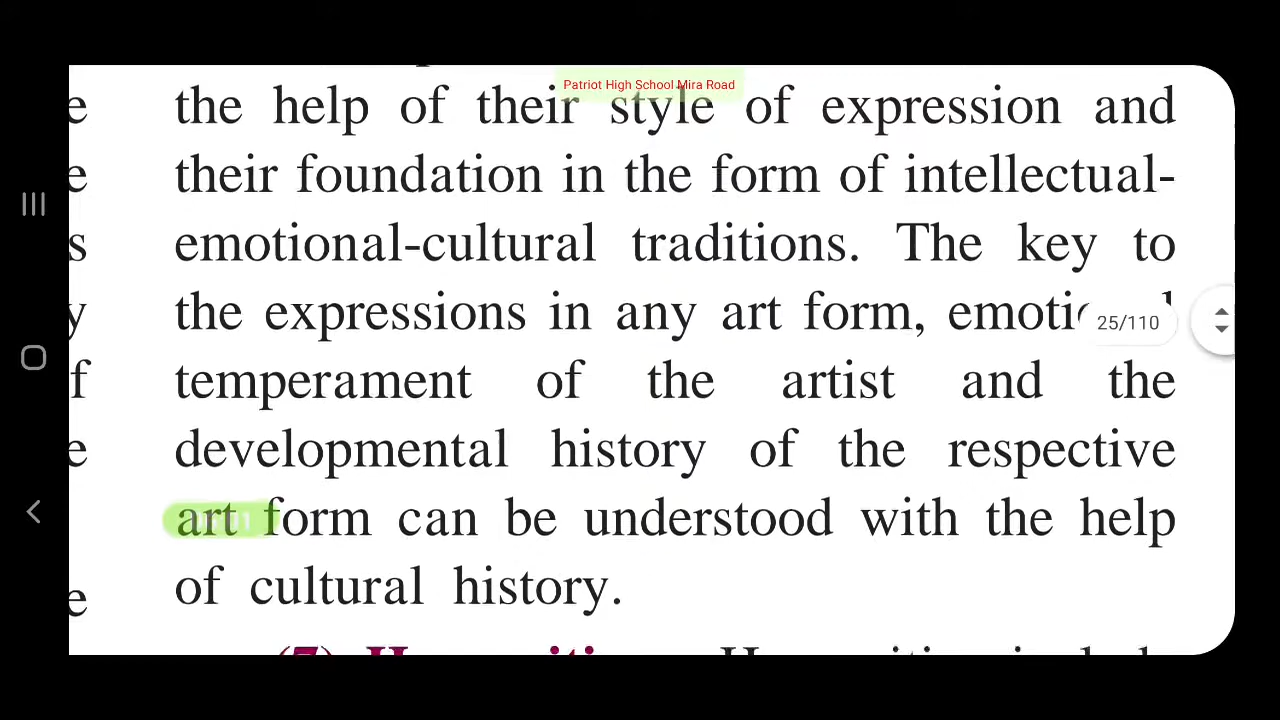 Patriot High School Mira Road
the help of their style of expression and
their foundation in the form of intellectual-
emotional-cultural traditions. The key to
the expressions in any art form,
25/110
temperament of the artist and the
developmental history of the respective
art form can be understood with the help
of cultural history.